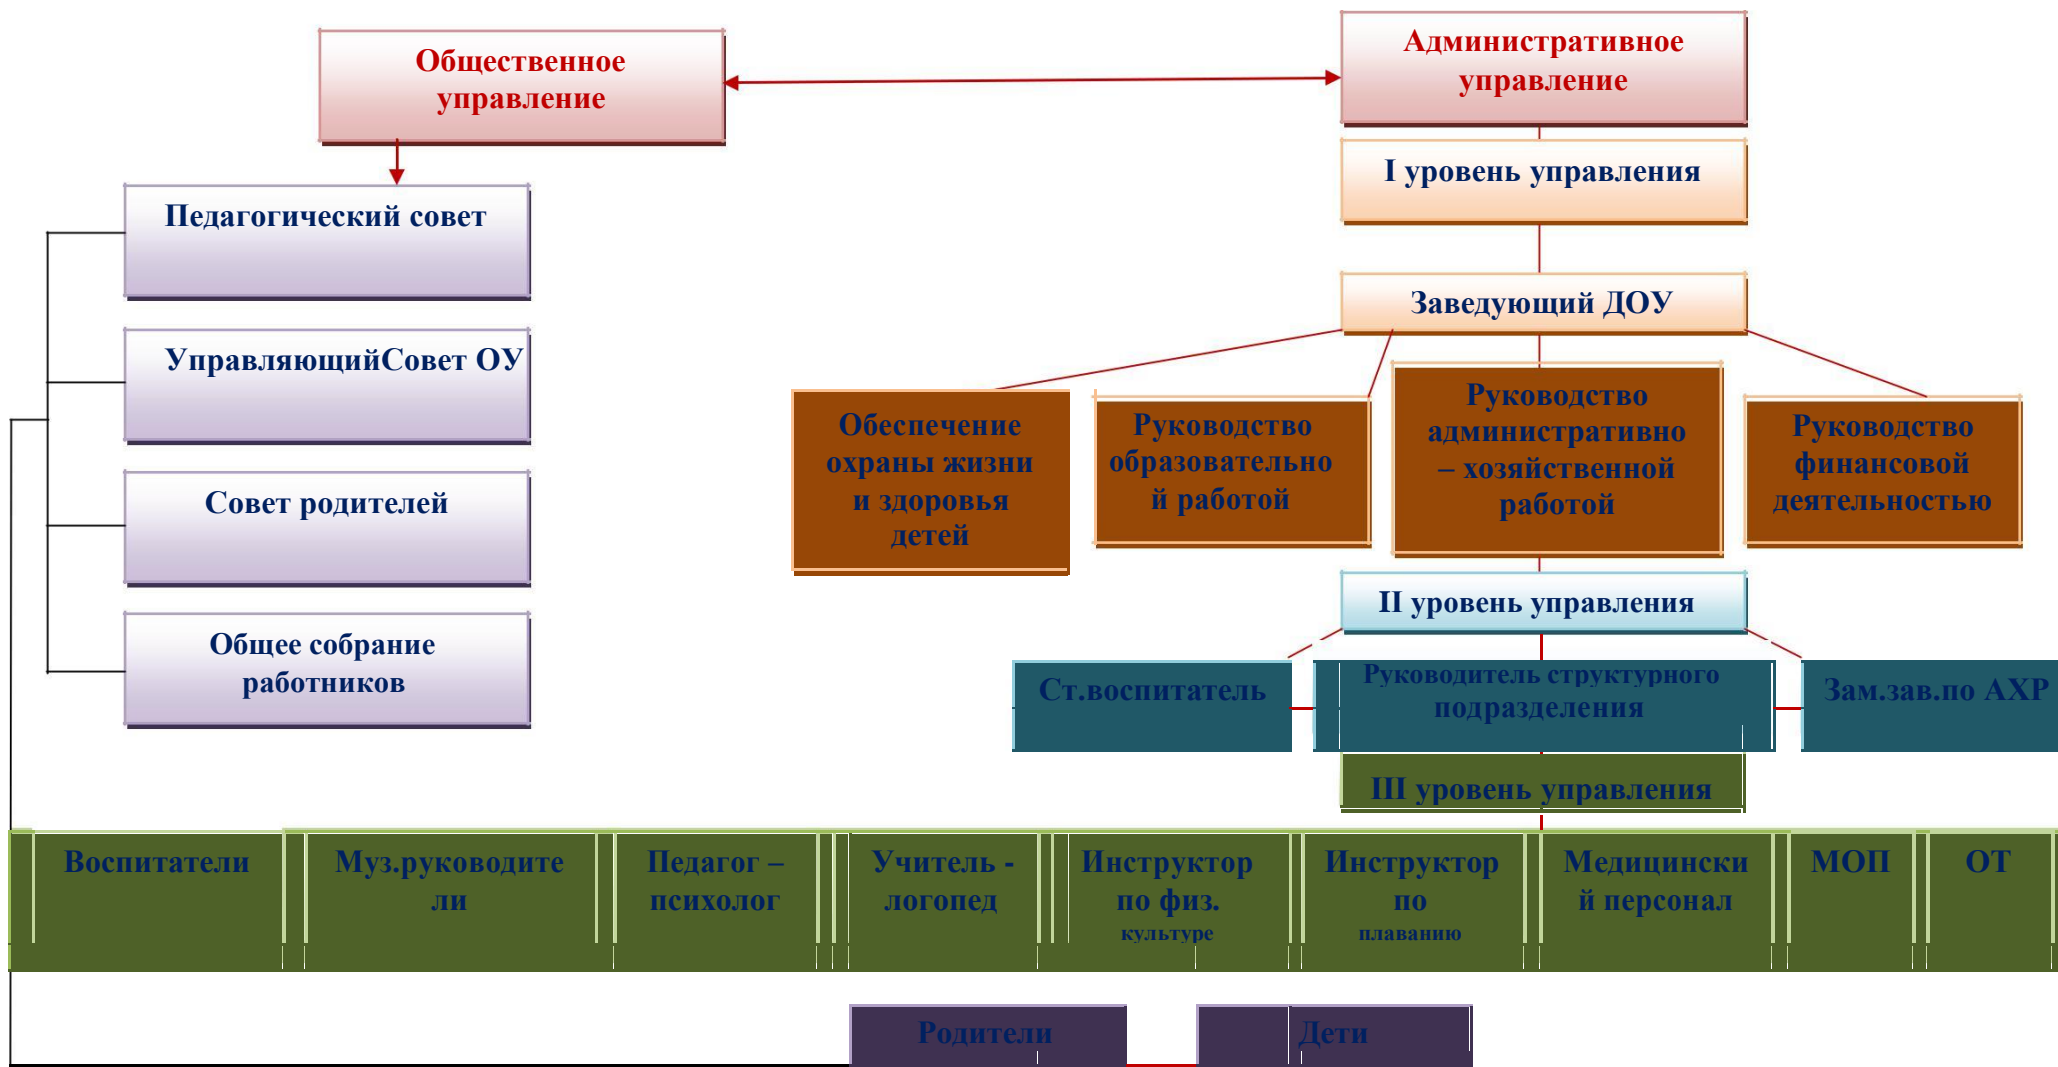 Общественное
управление
Административное
управление
I уровень управления
Педагогический совет
Заведующий ДОУ
УправляющийСовет ОУ
Обеспечение
охраны жизни
и здоровья
детей
Руководство
образовательно
й работой
Руководство
административно
– хозяйственной
работой
Руководство
финансовой
деятельностью
Совет родителей
II уровень управления
Общее собрание
работников
Ст.воспитатель
Руководитель структурного
подразделения
Зам.зав.по АХР
III уровень управления
Воспитатели
Муз.руководите
ли
Педагог –
психолог
Учитель -
логопед
Инструктор
по физ.
культуре
Инструктор
по
плаванию
Медицински
й персонал
МОП
ОТ
Родители
Дети